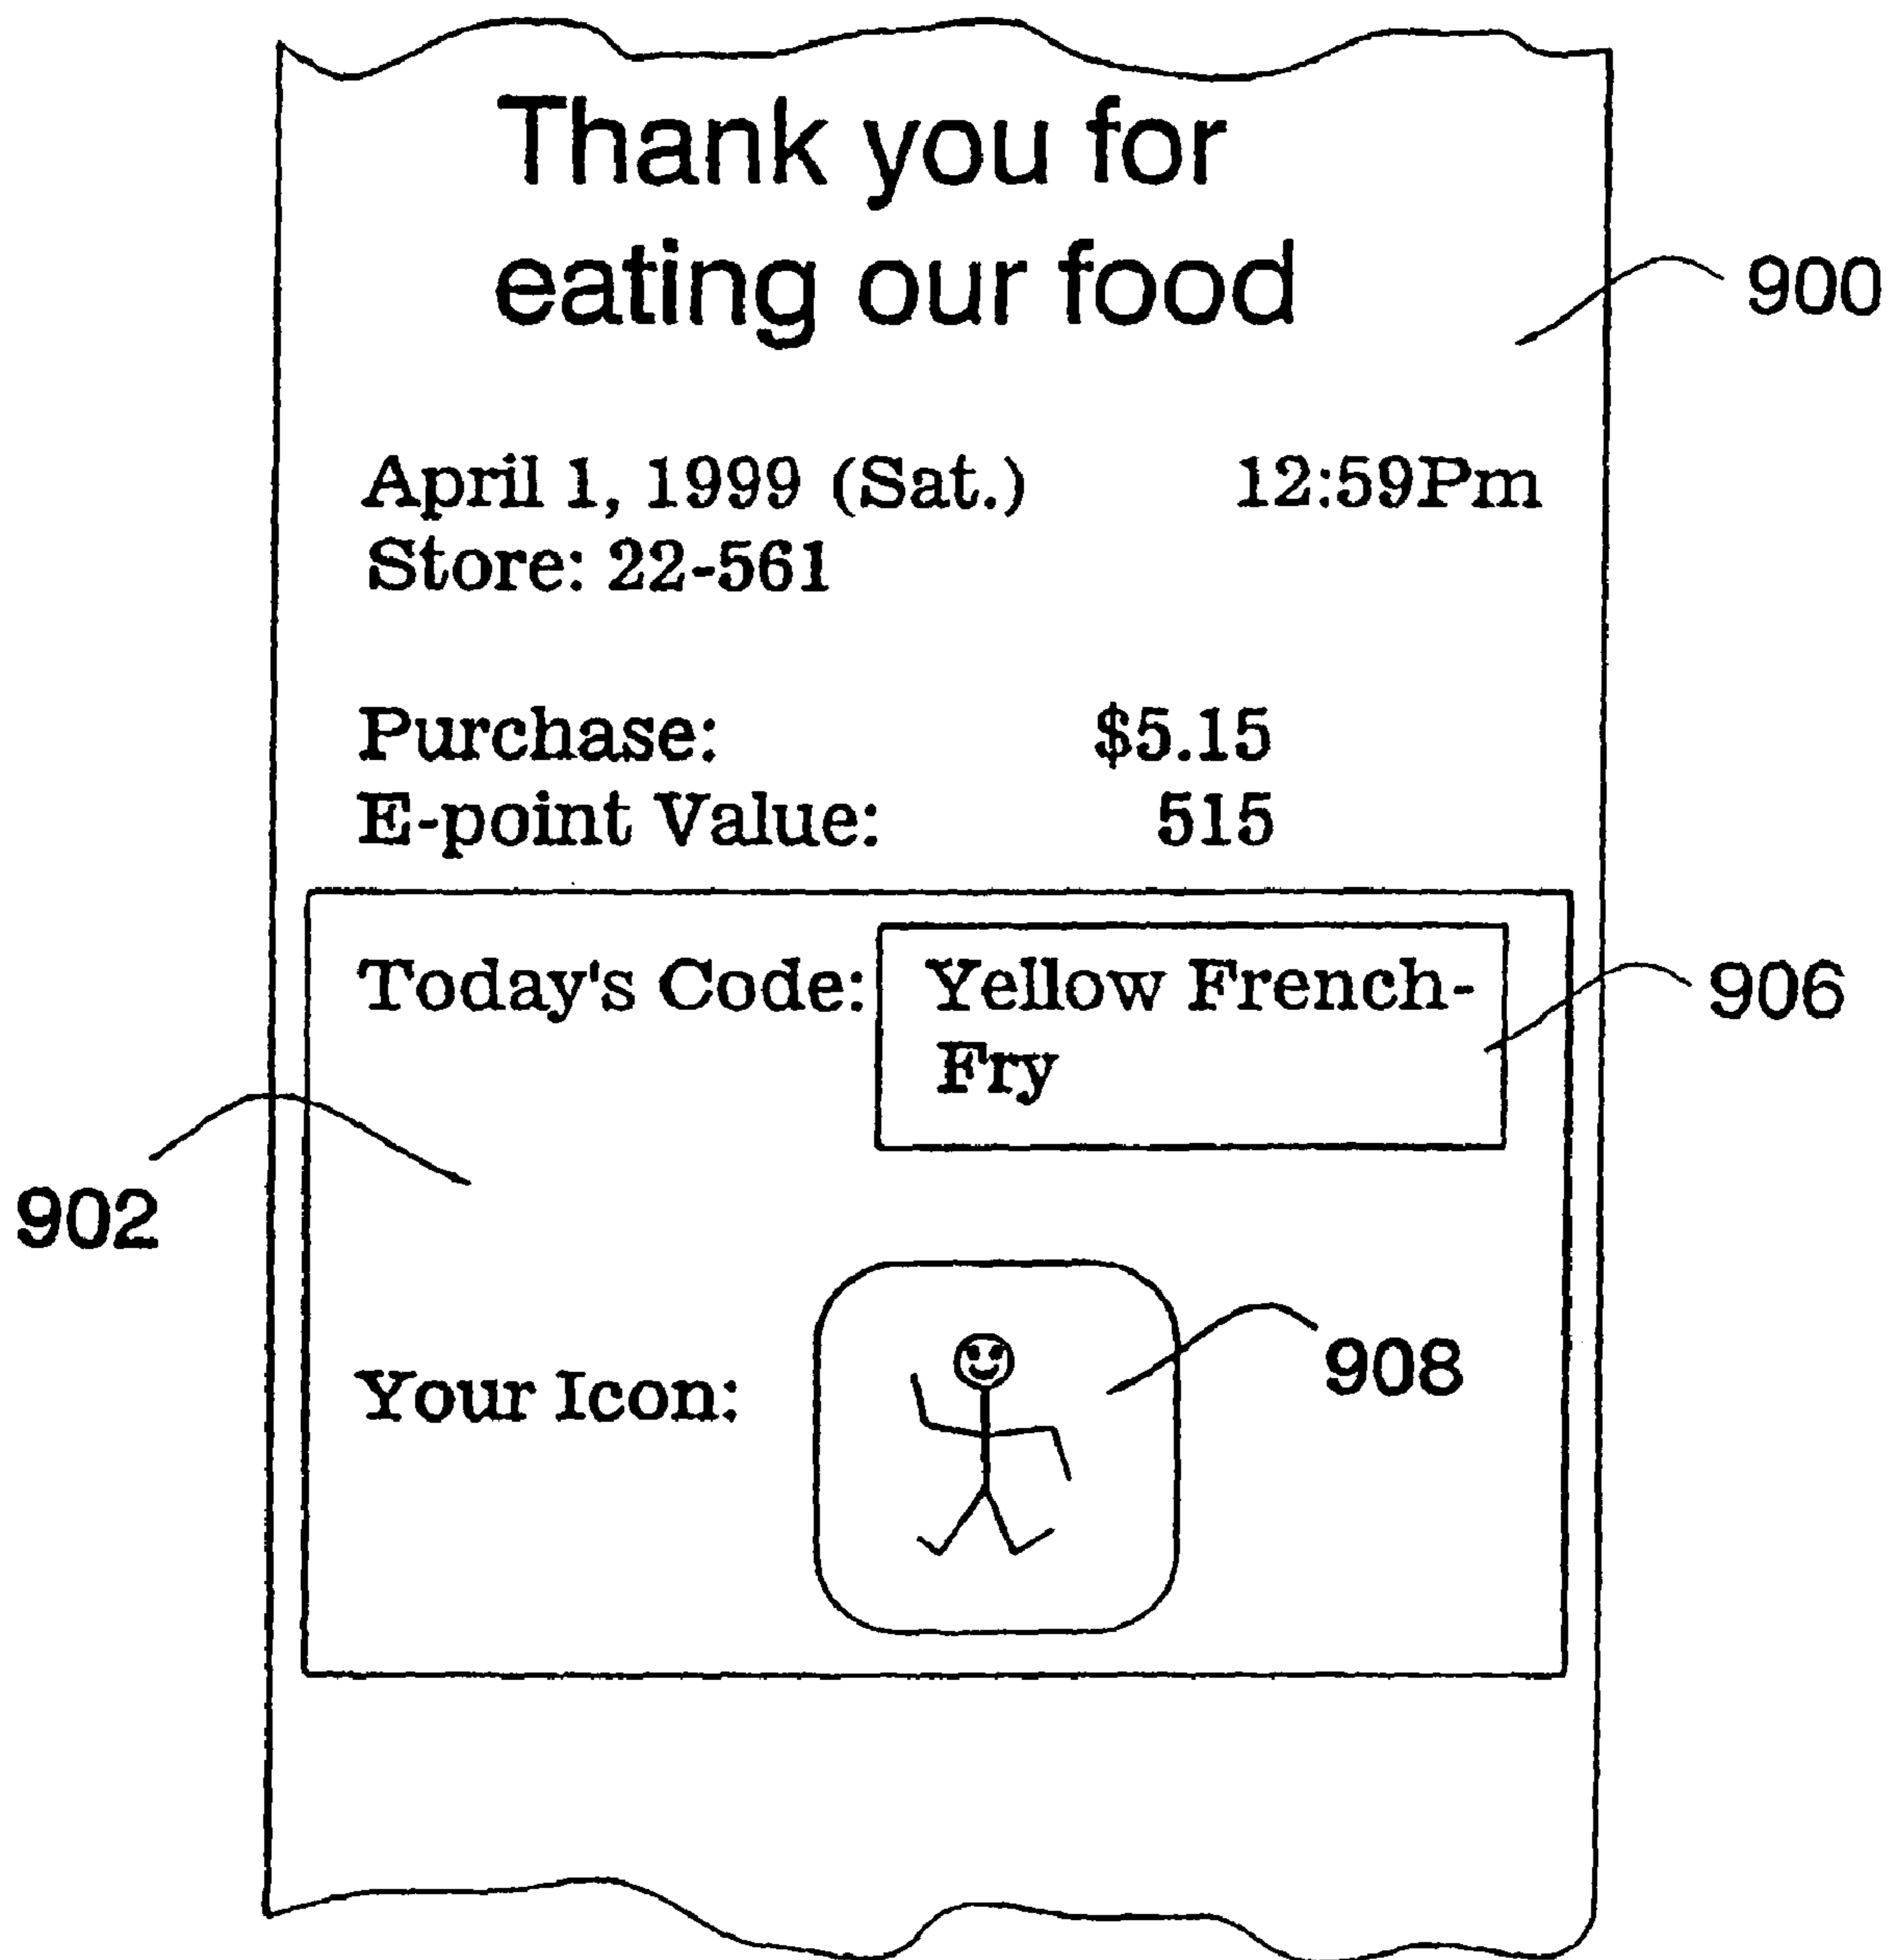 Thank you for
eating our food
900
April 1, 1999 (Sat.) 12:59Pm
Store: 22-561
Purchase: $5.15
E-point Value: 515
Today's Code: Yellow French-
Fry
906
902
Your Icon:
908